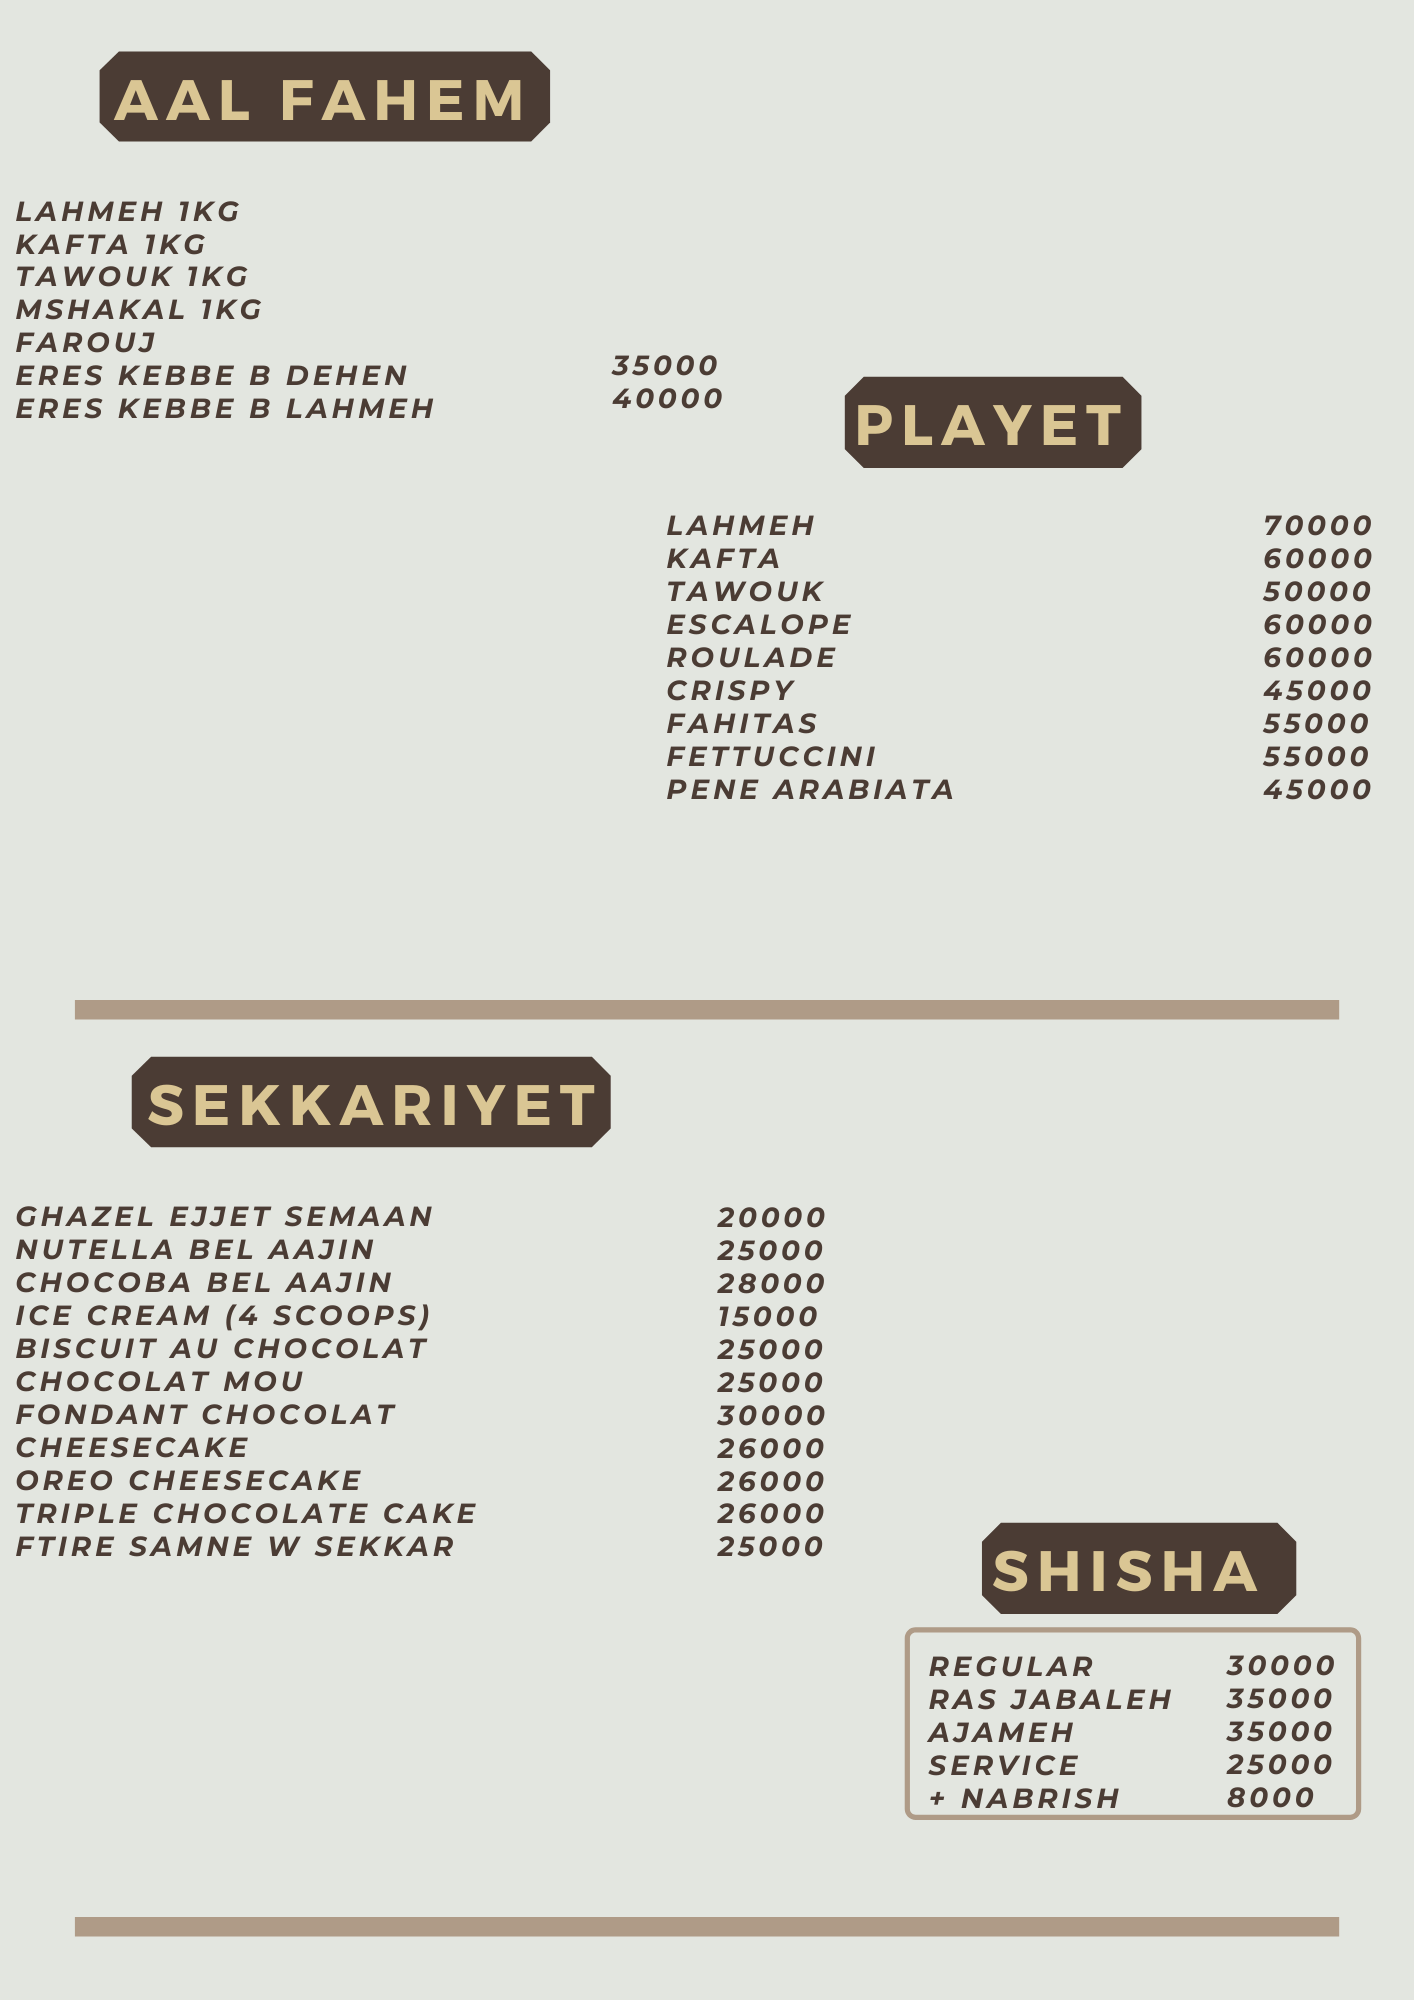 AAL FAHEM
LAHMEH 1KG
KAFTA 1KG
TAWOUK 1KG
MSHAKAL 1KG
FAROUJ
ERES KEBBE B DEHEN 35000
ERES KEBBE B LAHMEH 40000
PLAYET
LAHMEH 70000
KAFTA 60000
TAWOUK 50000
ESCALOPE 60000
ROULADE 60000
CRISPY 45000
FAHITAS 55000
FETTUCCINI 55000
PENE ARABIATA 45000
SEKKARIYET
GHAZEL EJJET SEMAAN 20000
NUTELLA BEL AAJIN 25000
CHOCOBA BEL AAJIN 28000
ICE CREAM (4 SCOOPS) 15000
BISCUIT AU CHOCOLAT 25000
CHOCOLAT MOU 25000
FONDANT CHOCOLAT 30000
CHEESECAKE 26000
OREO CHEESECAKE 26000
TRIPLE CHOCOLATE CAKE 26000
FTIRE SAMNE W SEKKAR 25000
SHISHA
REGULAR 30000
RAS JABALEH 35000
AJAMEH 35000
SERVICE 25000
+ NABRISH 8000